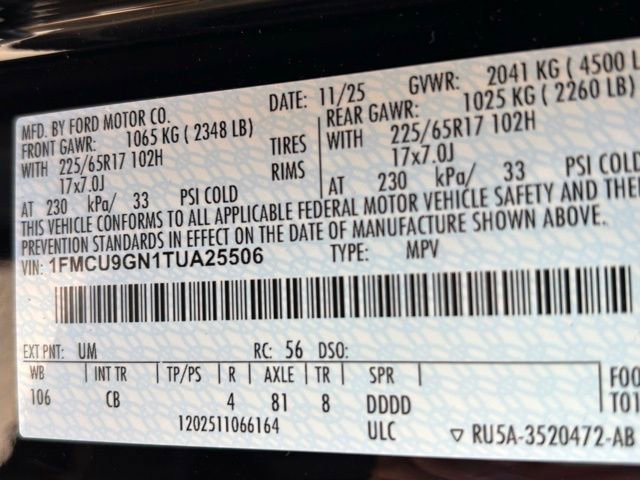 MFD. BY FORD MOTOR CO. DATE: 11/25 GVWR: 2041 KG ( 4500 L
FRONT GAWR: 1065 KG ( 2348 LB) REAR GAWR: 1025 KG ( 2260 LB)
WITH 225/65R17 102H TIRES WITH 225/65R17 102H
17x7.0J RIMS 17x7.0J
AT 230 kPa/ 33 PSI COLD AT 230 kPa/ 33 PSI COLD
THIS VEHICLE CONFORMS TO ALL APPLICABLE FEDERAL MOTOR VEHICLE SAFETY AND THEF
PREVENTION STANDARDS IN EFFECT ON THE DATE OF MANUFACTURE SHOWN ABOVE.
VIN: 1FMCU9GN1TUA25506 TYPE: MPV
EXT PNT: UM RC: 56 DSO:
WB INT TR TP/PS R AXLE TR SPR FOO
106 CB 4 81 8 DDDD T01
1202511066164 ULC ▽ RU5A-3520472-AB